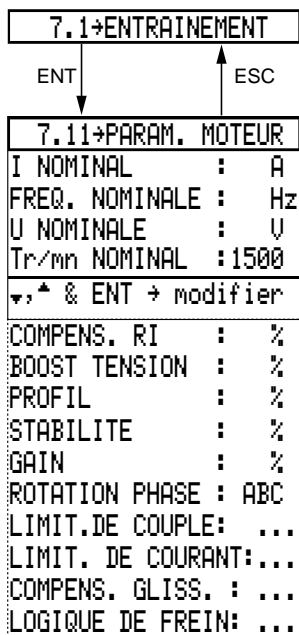 7.1→ENTRAINEMENT
ENT ESC
7.11→PARAM. MOTEUR
I NOMINAL : A
FREQ. NOMINALE : Hz
U NOMINALE : V
Tr/mn NOMINAL :1500
▾,▴ & ENT → modifier
COMPENS. RI : %
BOOST TENSION : %
PROFIL : %
STABILITE : %
GAIN : %
ROTATION PHASE : ABC
LIMIT.DE COUPLE: ...
LIMIT. DE COURANT:...
COMPENS. GLISS. : ...
LOGIQUE DE FREIN: ...